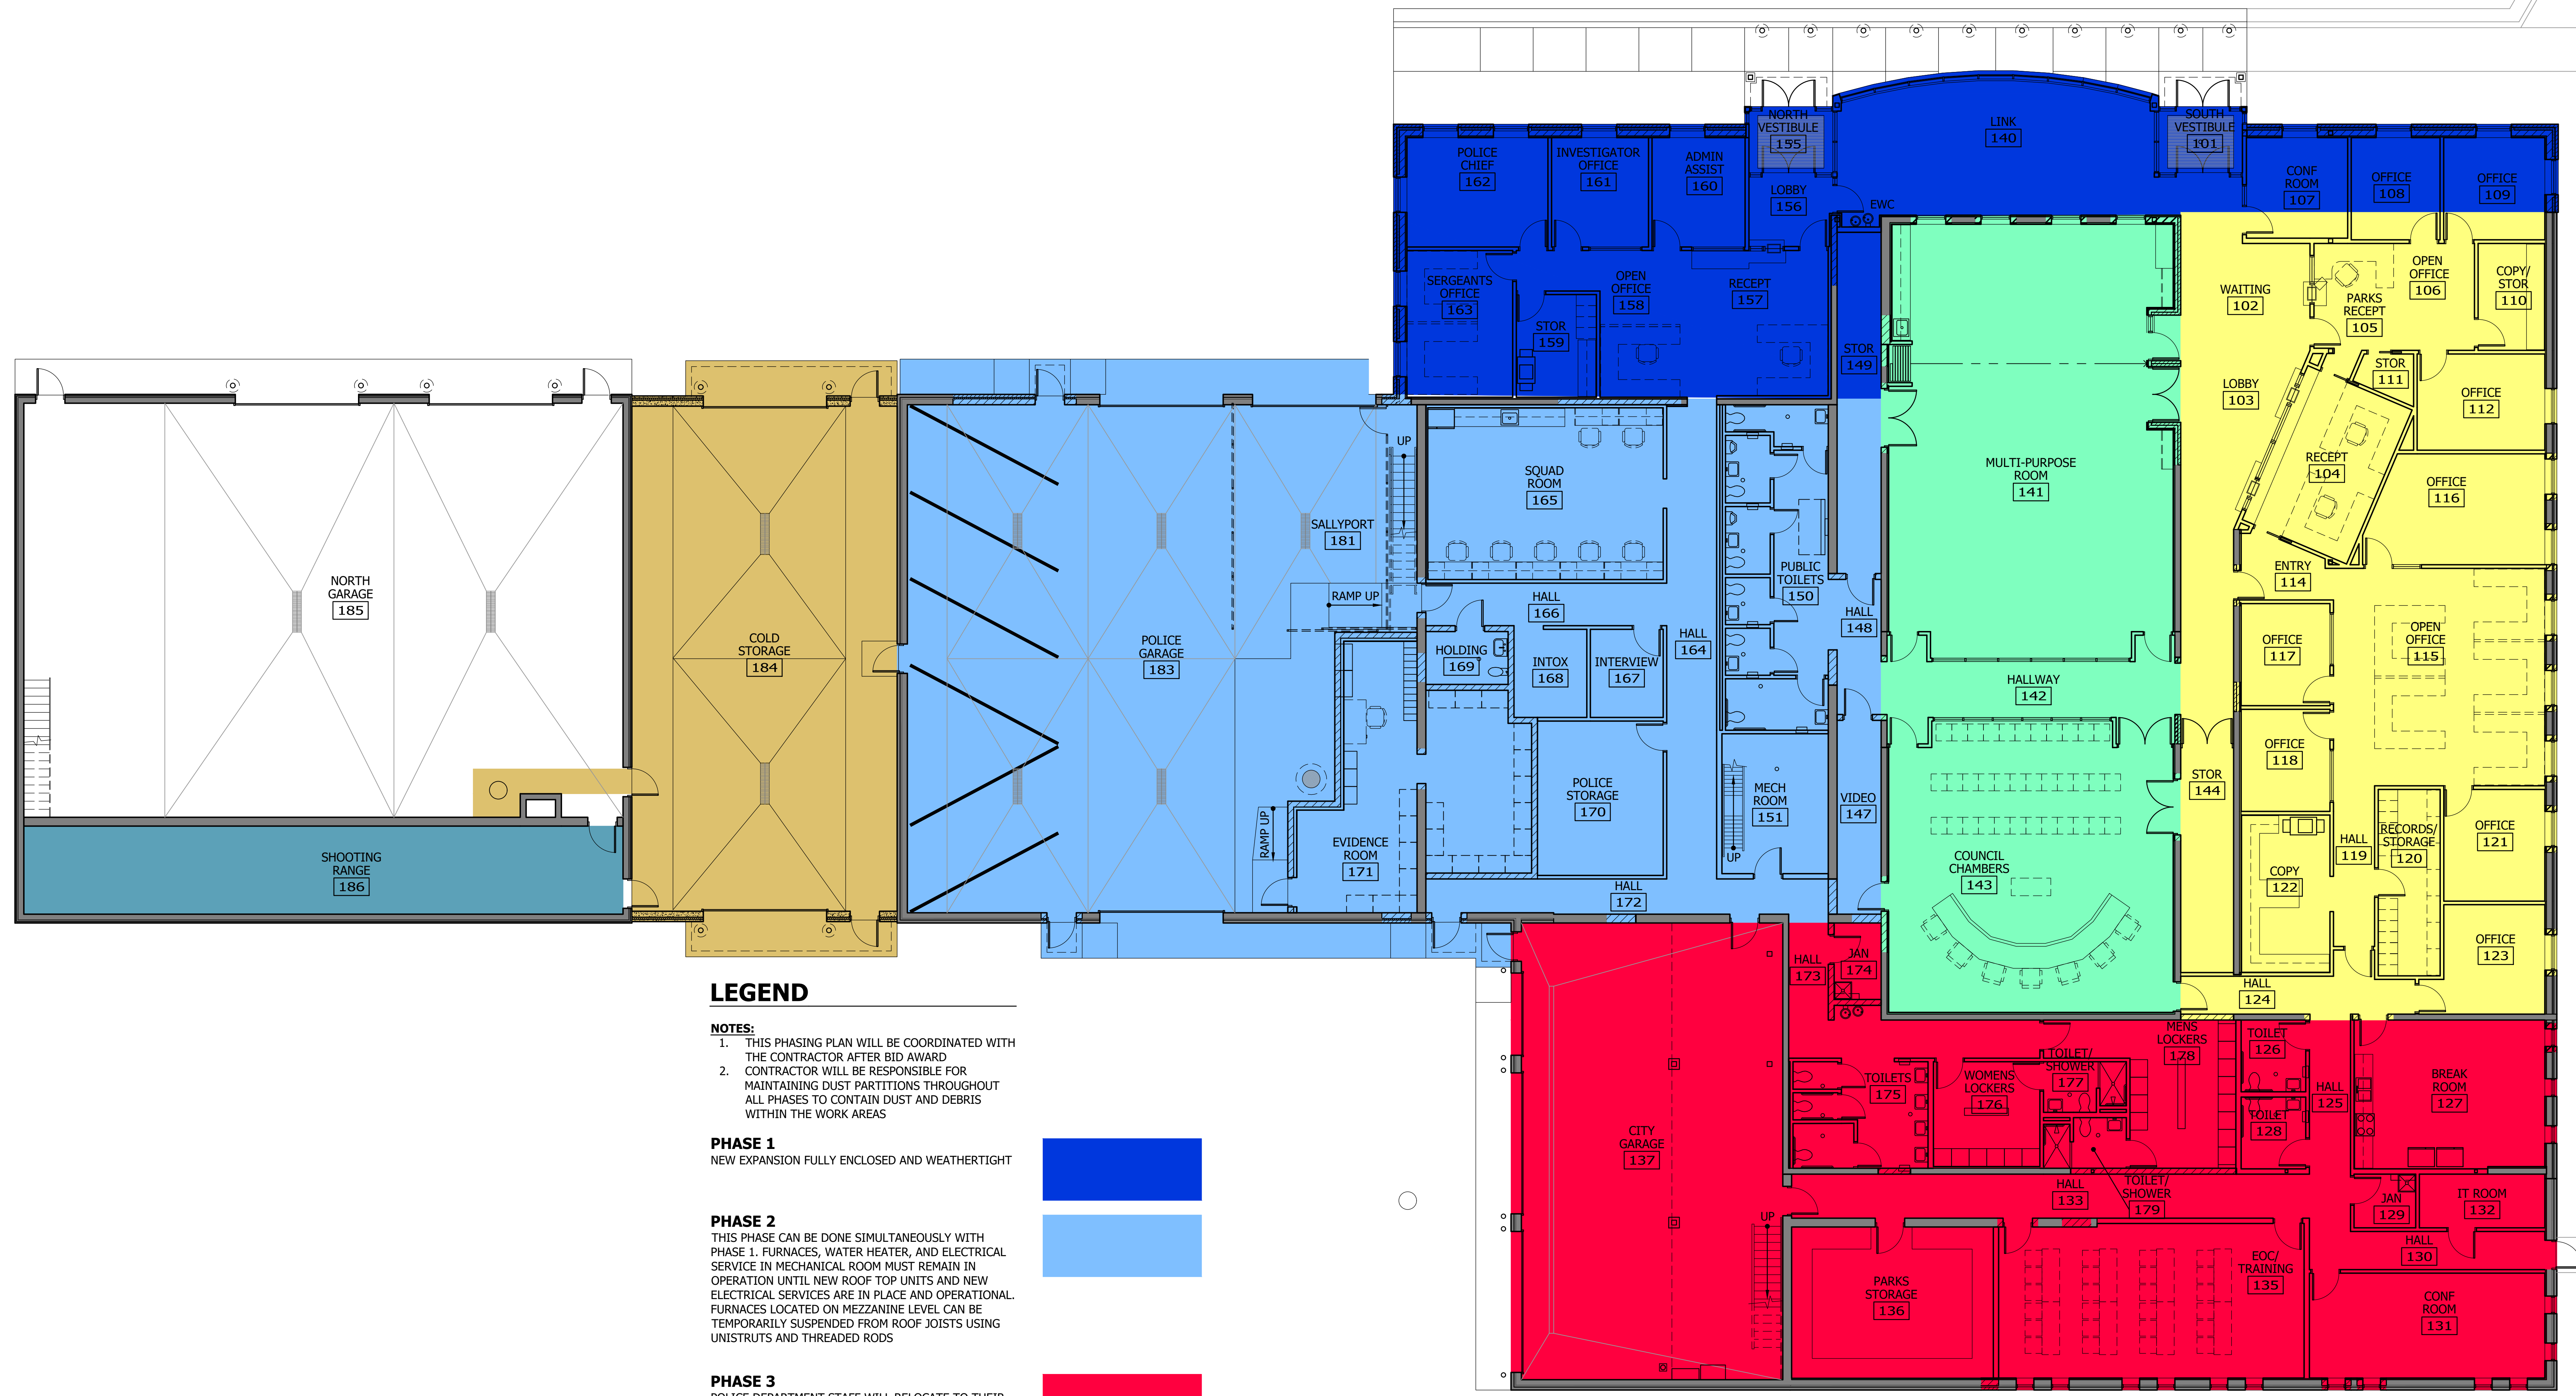 NORTH
VESTIBULE
155
LINK
140
SOUTH
VESTIBULE
101
POLICE
CHIEF
162
INVESTIGATOR
OFFICE
161
ADMIN
ASSIST
160
LOBBY
156
EWC
CONF
ROOM
107
OFFICE
108
OFFICE
109
SERGEANTS
OFFICE
163
STOR
159
OPEN
OFFICE
158
RECEPT
157
STOR
149
WAITING
102
PARKS
RECEPT
105
OPEN
OFFICE
106
COPY/
STOR
110
STOR
111
OFFICE
112
LOBBY
103
RECEPT
104
OFFICE
116
MULTI-PURPOSE
ROOM
141
UP
SQUAD
ROOM
165
SALLYPORT
181
RAMP UP
PUBLIC
TOILETS
150
HALL
166
HALL
148
ENTRY
114
NORTH
GARAGE
185
COLD
STORAGE
184
POLICE
GARAGE
183
HOLDING
169
INTOX
168
INTERVIEW
167
HALL
164
HALLWAY
142
OFFICE
117
OPEN
OFFICE
115
OFFICE
118
POLICE
STORAGE
170
MECH
ROOM
151
UP
VIDEO
147
STOR
144
RAMP UP
EVIDENCE
ROOM
171
COUNCIL
CHAMBERS
143
COPY
122
HALL
119
RECORDS/
STORAGE
120
OFFICE
121
SHOOTING
RANGE
186
HALL
172
OFFICE
123
HALL
173
JAN
174
HALL
124
LEGEND
NOTES:
1. THIS PHASING PLAN WILL BE COORDINATED WITH
THE CONTRACTOR AFTER BID AWARD
2. CONTRACTOR WILL BE RESPONSIBLE FOR
MAINTAINING DUST PARTITIONS THROUGHOUT
ALL PHASES TO CONTAIN DUST AND DEBRIS
WITHIN THE WORK AREAS
PHASE 1
NEW EXPANSION FULLY ENCLOSED AND WEATHERTIGHT
PHASE 2
THIS PHASE CAN BE DONE SIMULTANEOUSLY WITH
PHASE 1. FURNACES, WATER HEATER, AND ELECTRICAL
SERVICE IN MECHANICAL ROOM MUST REMAIN IN
OPERATION UNTIL NEW ROOF TOP UNITS AND NEW
ELECTRICAL SERVICES ARE IN PLACE AND OPERATIONAL.
FURNACES LOCATED ON MEZZANINE LEVEL CAN BE
TEMPORARILY SUSPENDED FROM ROOF JOISTS USING
UNISTRUTS AND THREADED RODS
PHASE 3
POLICE DEPARTMENT STAFF WILL RELOCATE TO THEIR
CITY
GARAGE
137
TOILETS
175
WOMENS
LOCKERS
176
TOILET/
SHOWER
177
MENS
LOCKERS
178
TOILET
126
TOILET
128
HALL
125
BREAK
ROOM
127
HALL
133
TOILET/
SHOWER
179
JAN
129
IT ROOM
132
UP
HALL
130
PARKS
STORAGE
136
EOC/
TRAINING
135
CONF
ROOM
131